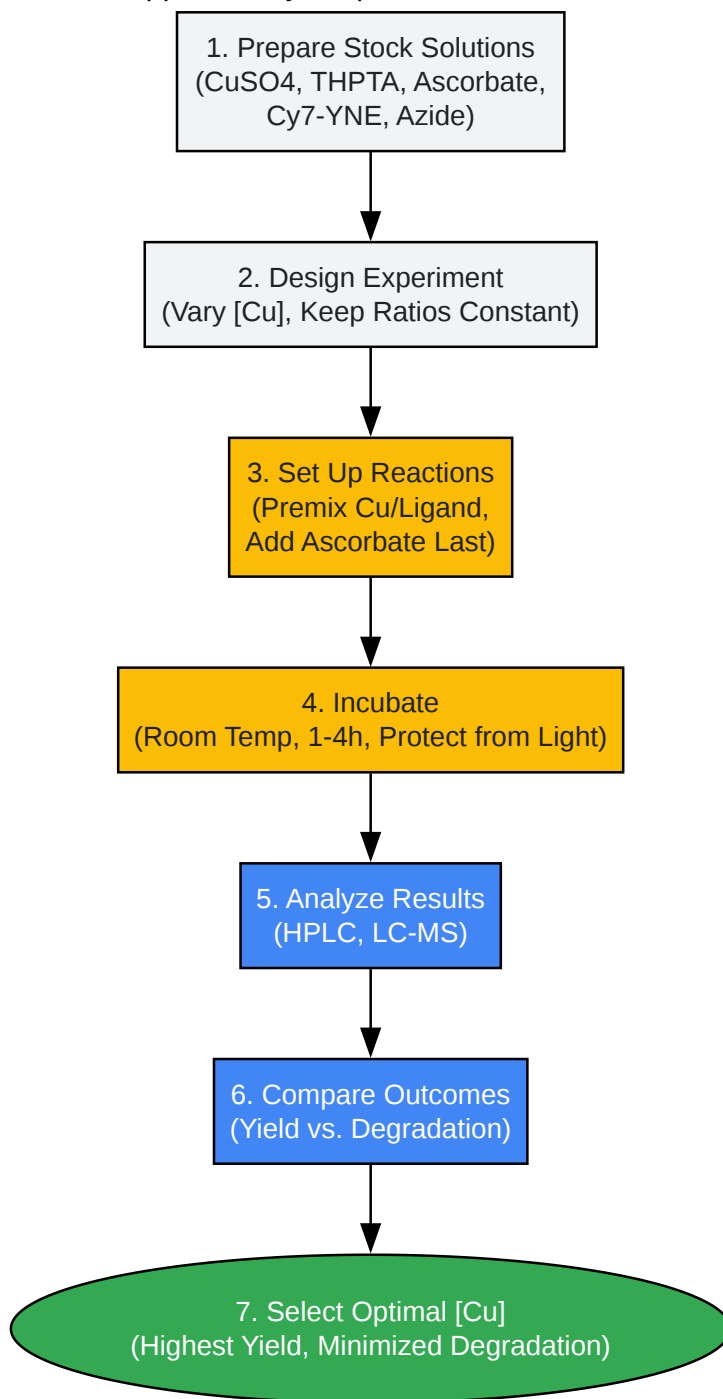 1. Prepare Stock Solutions
(CuSO4, THPTA, Ascorbate,
Cy7-YNE, Azide)
2. Design Experiment
(Vary [Cu], Keep Ratios Constant)
3. Set Up Reactions
(Premix Cu/Ligand,
Add Ascorbate Last)
4. Incubate
(Room Temp, 1-4h, Protect from Light)
5. Analyze Results
(HPLC, LC-MS)
6. Compare Outcomes
(Yield vs. Degradation)
7. Select Optimal [Cu]
(Highest Yield, Minimized Degradation)